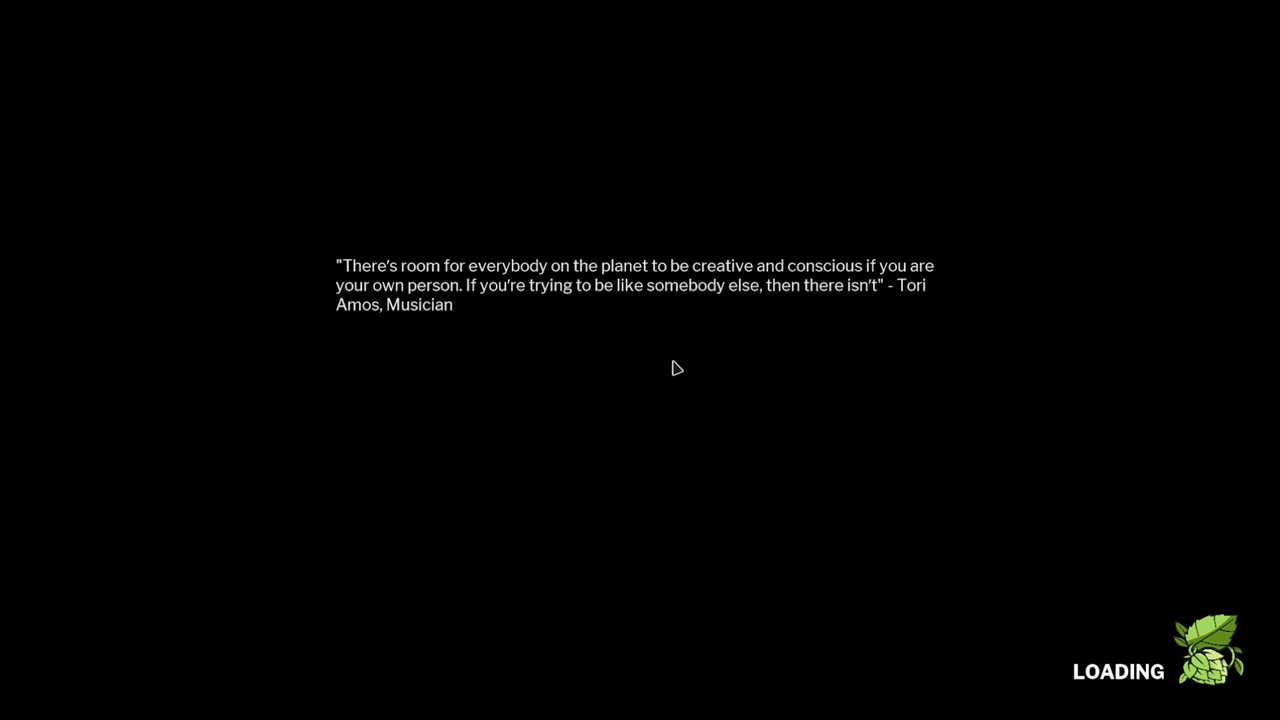 "There's room for everybody on the planet to be creative and conscious if you are
your own person. If you're trying to be like somebody else, then there isn't" - Tori
Amos, Musician
LOADING